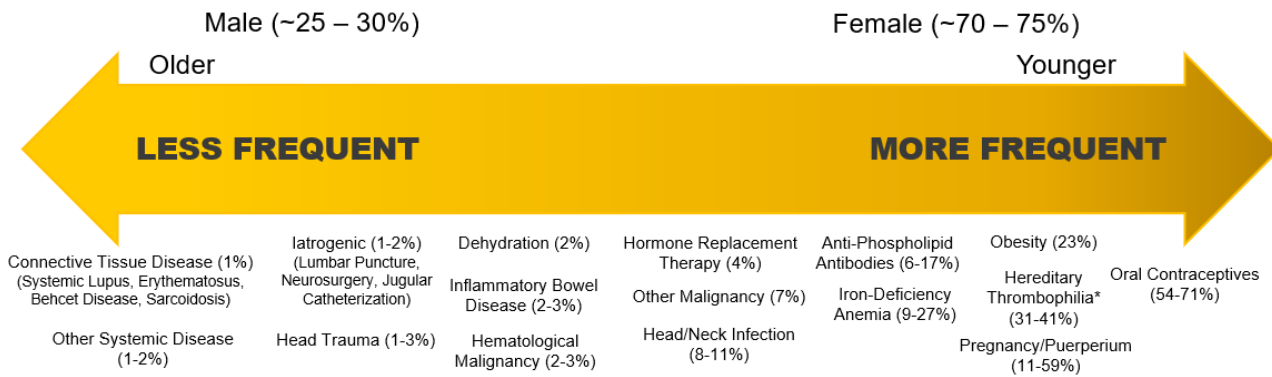 Male (~25 – 30%)
Female (~70 – 75%)
Older
Younger
LESS FREQUENT
MORE FREQUENT
Connective Tissue Disease (1%)
(Systemic Lupus, Erythematosus,
Behcet Disease, Sarcoidosis)
Other Systemic Disease
(1-2%)
Iatrogenic (1-2%)
(Lumbar Puncture,
Neurosurgery, Jugular
Catheterization)
Head Trauma (1-3%)
Dehydration (2%)
Inflammatory Bowel
Disease (2-3%)
Hematological
Malignancy (2-3%)
Hormone Replacement
Therapy (4%)
Other Malignancy (7%)
Head/Neck Infection
(8-11%)
Anti-Phospholipid
Antibodies (6-17%)
Iron-Deficiency
Anemia (9-27%)
Obesity (23%)
Hereditary
Thrombophilia*
(31-41%)
Pregnancy/Puerperium
(11-59%)
Oral Contraceptives
(54-71%)